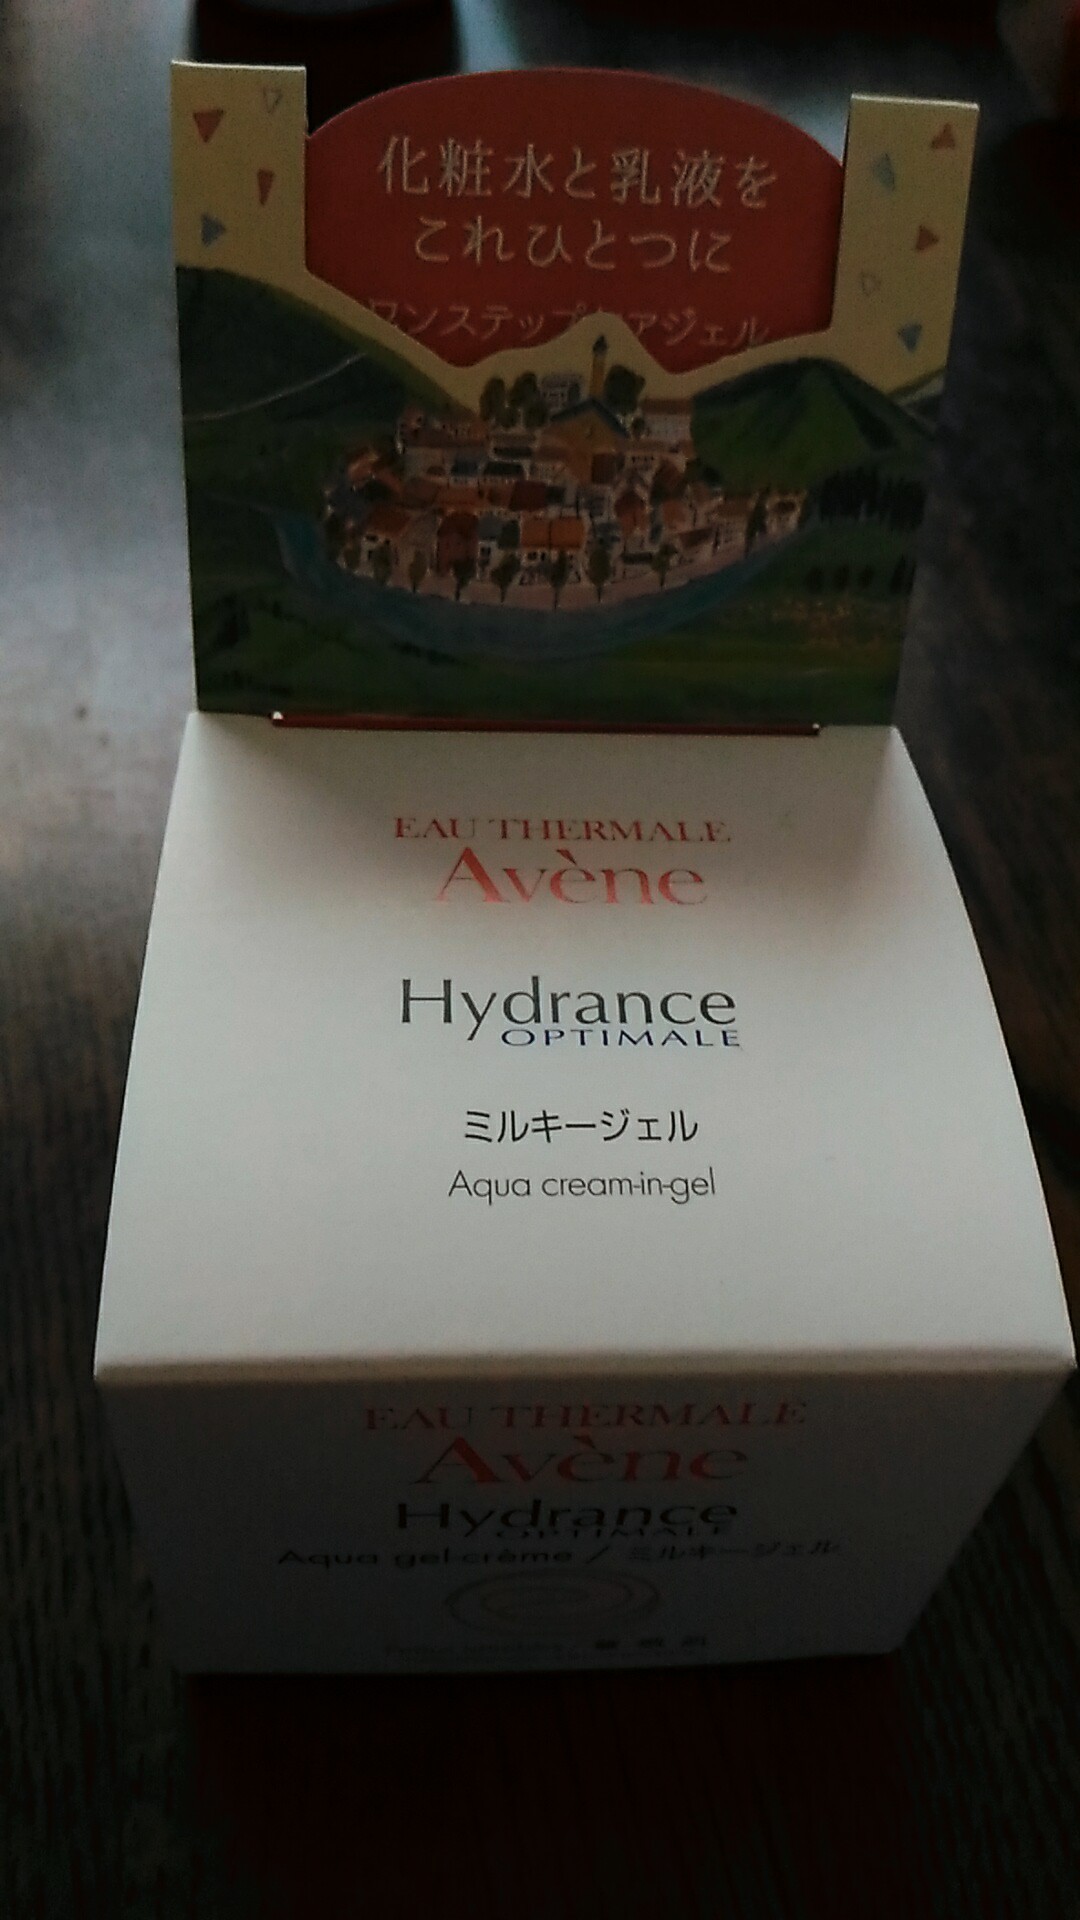 化粧水と乳液を
これひとつに
ワンステップケアジェル
EAU THERMALE
Avène
Hydrance
OPTIMALE
ミルキージェル
Aqua cream-in-gel
EAU THERMALE
Avène
Hydrance
OPTIMALE
Aqua gel-crème / ミルキージェル